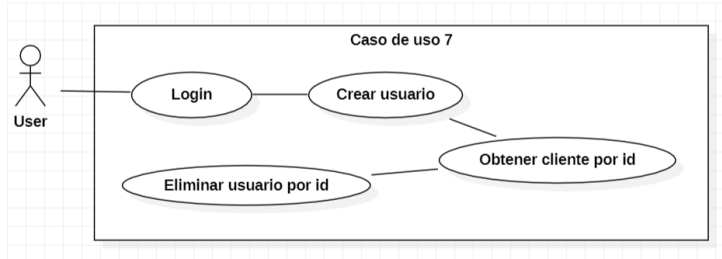 Caso de uso 7
Login
Crear usuario
User
Obtener cliente por id
Eliminar usuario por id